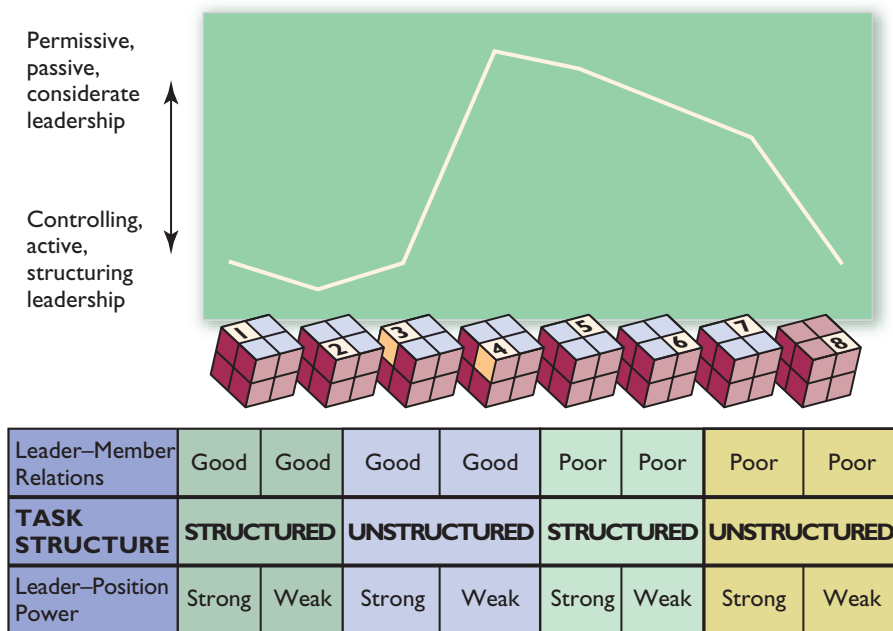 Permissive,
passive,
considerate
leadership
Controlling,
active,
structuring
leadership
1 2 3 4 5 6 7 8
Leader–Member
Relations
Good Good Good Good Poor Poor Poor Poor
TASK
STRUCTURE
STRUCTURED UNSTRUCTURED STRUCTURED UNSTRUCTURED
Leader–Position
Power
Strong Weak Strong Weak Strong Weak Strong Weak